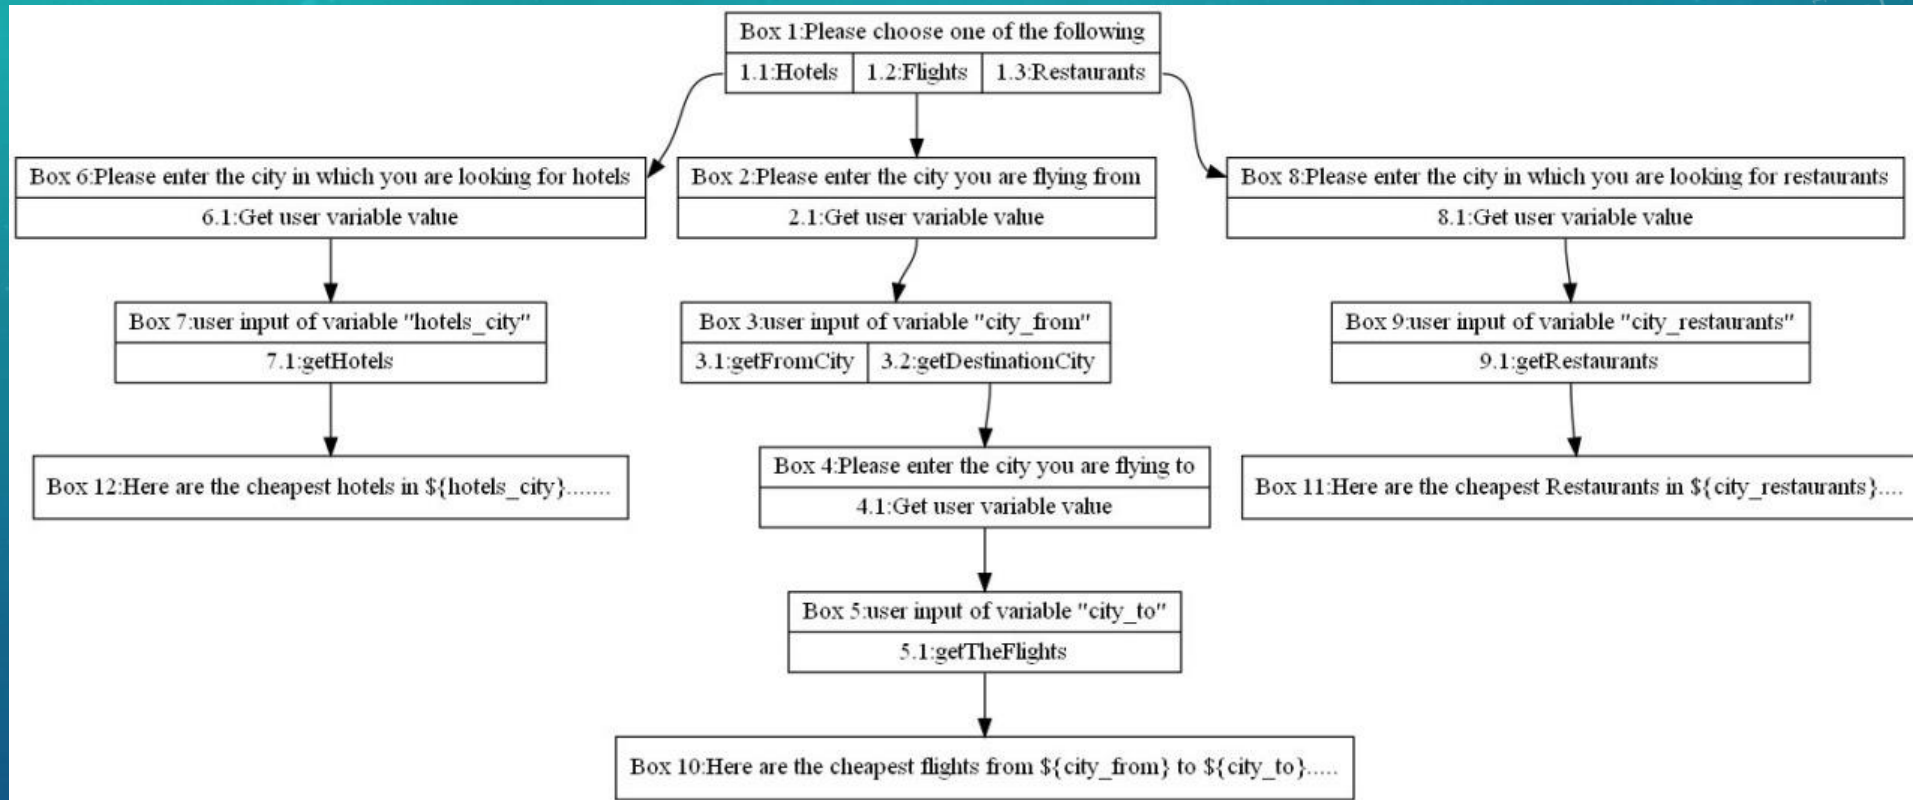 Box 1:Please choose one of the following
1.1:Hotels 1.2:Flights 1.3:Restaurants
Box 6:Please enter the city in which you are looking for hotels
6.1:Get user variable value
Box 2:Please enter the city you are flying from
2.1:Get user variable value
Box 8:Please enter the city in which you are looking for restaurants
8.1:Get user variable value
Box 7:user input of variable "hotels_city"
7.1:getHotels
Box 3:user input of variable "city_from"
3.1:getFromCity 3.2:getDestinationCity
Box 9:user input of variable "city_restaurants"
9.1:getRestaurants
Box 12:Here are the cheapest hotels in ${hotels_city}.......
Box 4:Please enter the city you are flying to
4.1:Get user variable value
Box 11:Here are the cheapest Restaurants in ${city_restaurants}....
Box 5:user input of variable "city_to"
5.1:getTheFlights
Box 10:Here are the cheapest flights from ${city_from} to ${city_to}.....